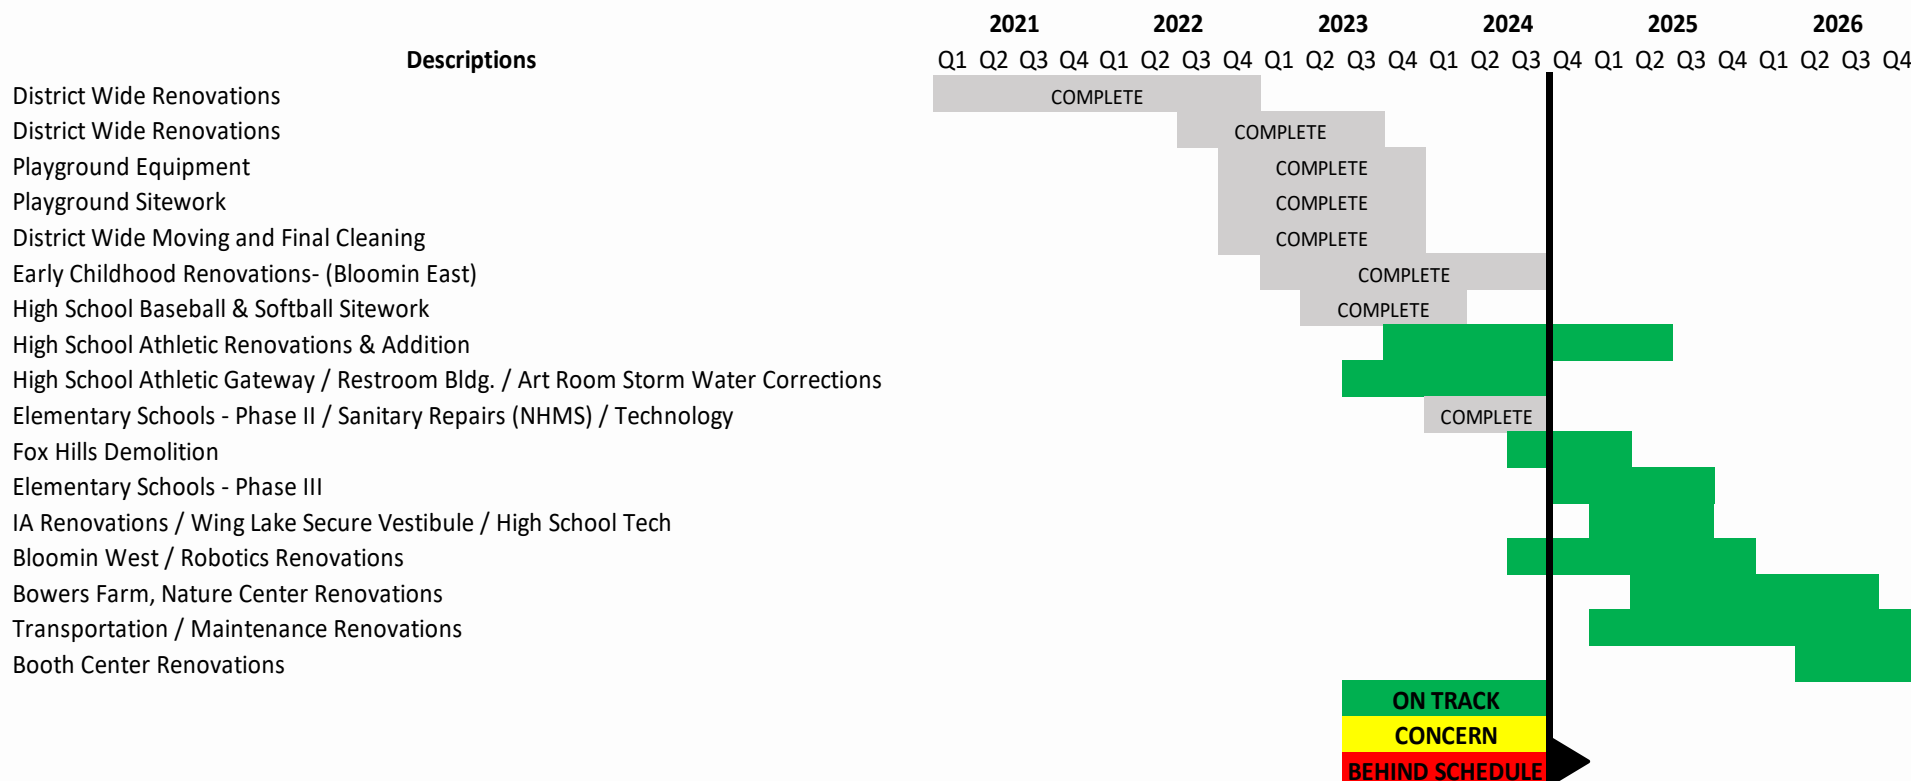 2021 2022 2023 2024 2025 2026
Descriptions Q1 Q2 Q3 Q4 Q1 Q2 Q3 Q4 Q1 Q2 Q3 Q4 Q1 Q2 Q3 Q4 Q1 Q2 Q3 Q4 Q1 Q2 Q3 Q4
District Wide Renovations COMPLETE
District Wide Renovations COMPLETE
Playground Equipment COMPLETE
Playground Sitework COMPLETE
District Wide Moving and Final Cleaning COMPLETE
Early Childhood Renovations- (Bloomin East) COMPLETE
High School Baseball & Softball Sitework COMPLETE
High School Athletic Renovations & Addition
High School Athletic Gateway / Restroom Bldg. / Art Room Storm Water Corrections
Elementary Schools - Phase II / Sanitary Repairs (NHMS) / Technology COMPLETE
Fox Hills Demolition
Elementary Schools - Phase III
IA Renovations / Wing Lake Secure Vestibule / High School Tech
Bloomin West / Robotics Renovations
Bowers Farm, Nature Center Renovations
Transportation / Maintenance Renovations
Booth Center Renovations
ON TRACK
CONCERN
BEHIND SCHEDULE